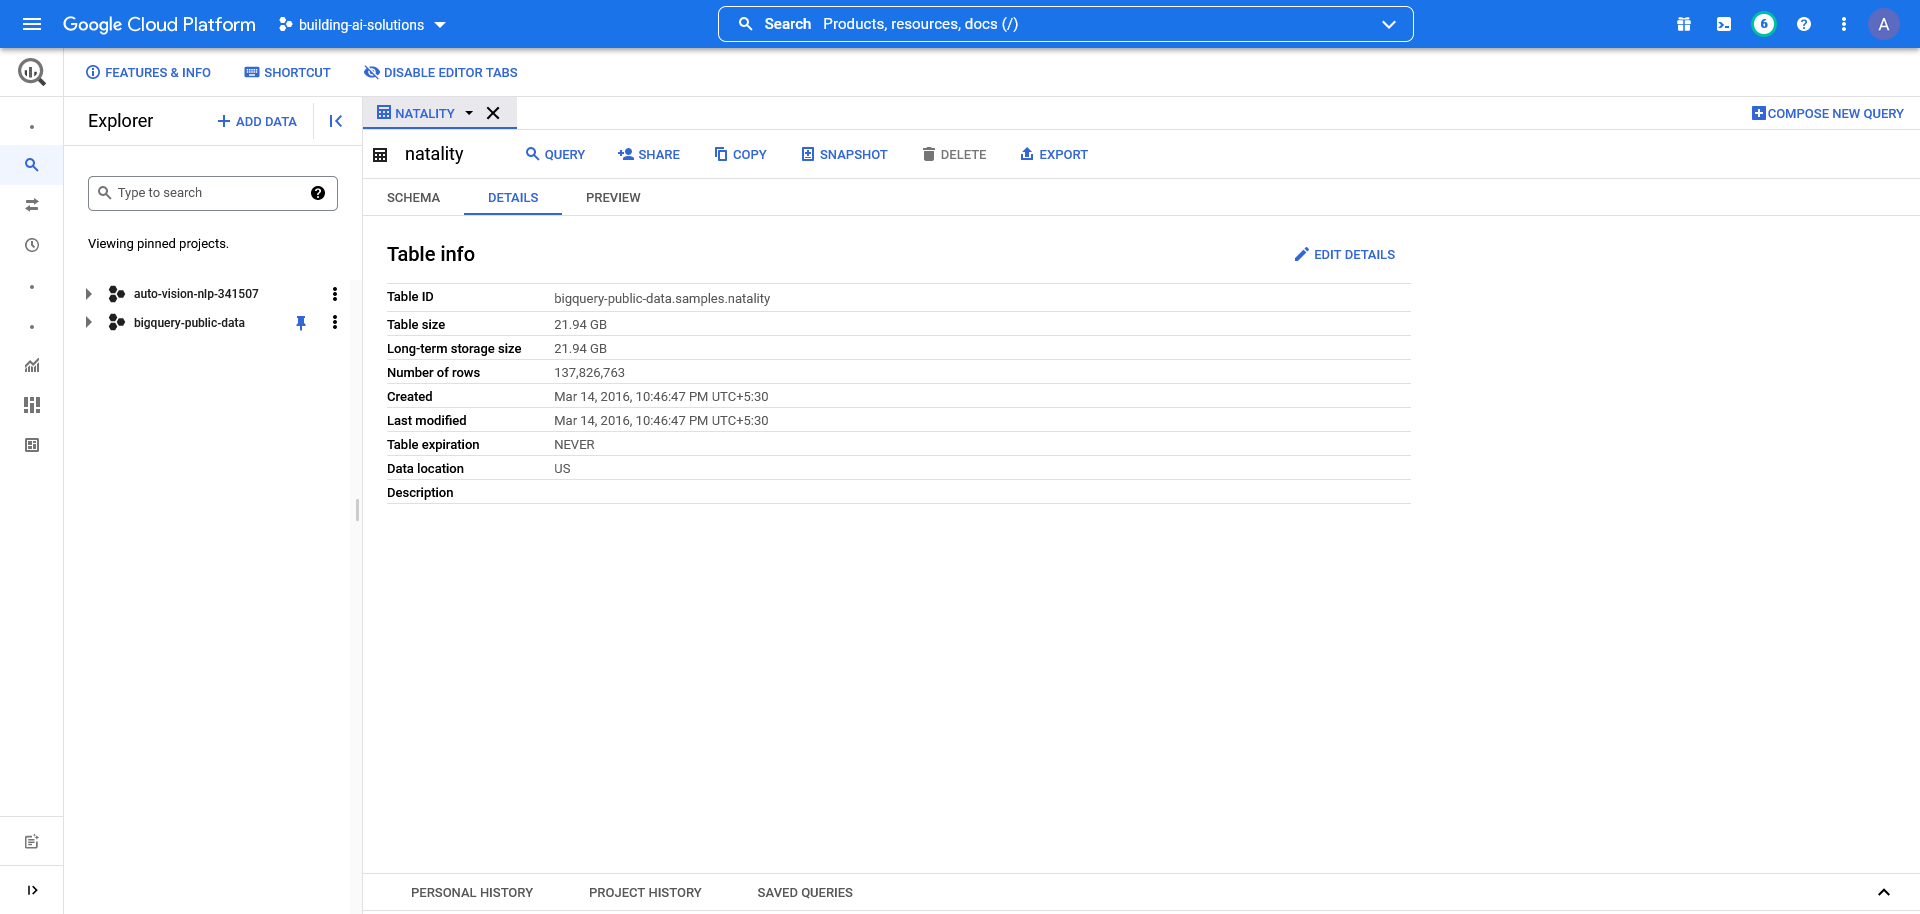 Google Cloud Platform building-ai-solutions Search Products, resources, docs (/) 6 A
FEATURES & INFO SHORTCUT DISABLE EDITOR TABS
Explorer ADD DATA
NATALITY COMPOSE NEW QUERY
natality QUERY SHARE COPY SNAPSHOT DELETE EXPORT
Type to search
SCHEMA DETAILS PREVIEW
Viewing pinned projects.
auto-vision-nlp-341507
bigquery-public-data
Table info EDIT DETAILS
Table ID bigquery-public-data.samples.natality
Table size 21.94 GB
Long-term storage size 21.94 GB
Number of rows 137,826,763
Created Mar 14, 2016, 10:46:47 PM UTC+5:30
Last modified Mar 14, 2016, 10:46:47 PM UTC+5:30
Table expiration NEVER
Data location US
Description
PERSONAL HISTORY PROJECT HISTORY SAVED QUERIES